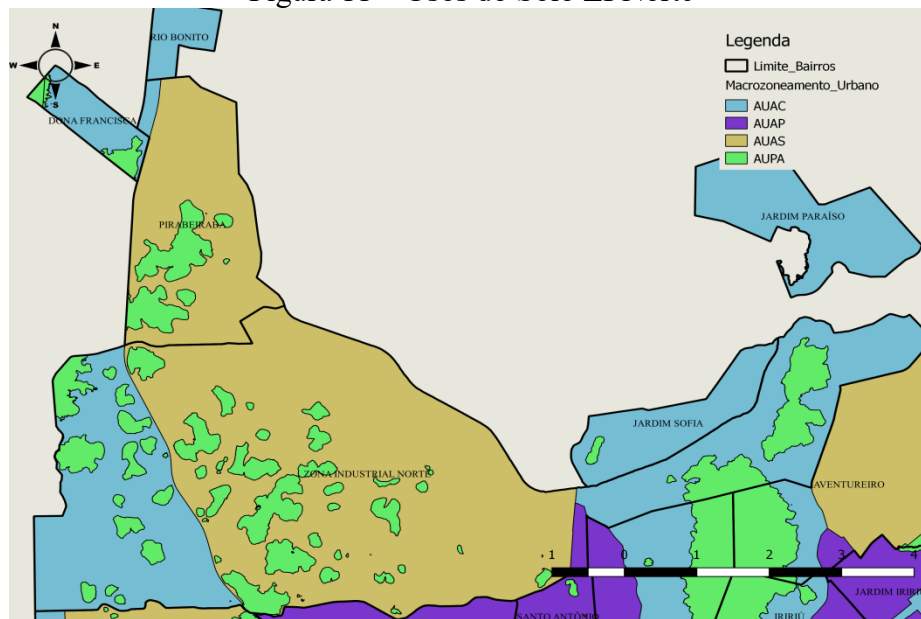 N
W E
S
RIO BONITO
DONA FRANCISCA
PIRABEIRABA
ZONA INDUSTRIAL NORTE
JARDIM PARAÍSO
JARDIM SOFIA
AVENTUREIRO
SANTO ANTÔNIO
IRIRIÚ
JARDIM IRIRI
Legenda
Limite_Bairros
Macrozoneamento_Urbano
AUAC
AUAP
AUAS
AUPA
1 0 1 2 3 4